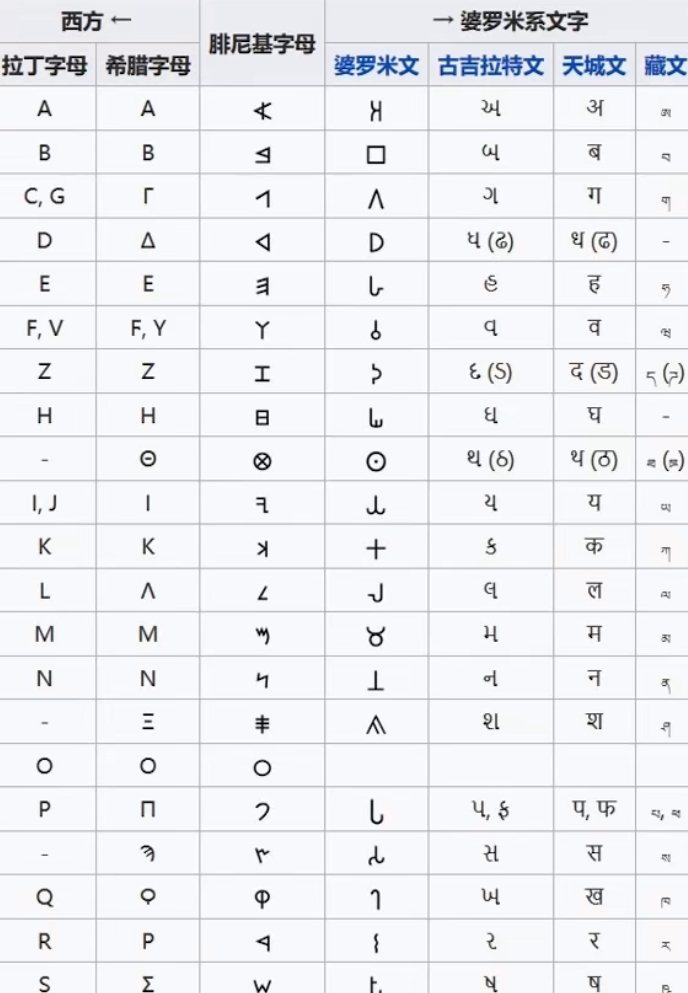 西方 ← → 婆罗米系文字
拉丁字母 希腊字母 腓尼基字母 婆罗米文 古吉拉特文 天城文 藏文
A Α 𐤀 𑀅 અ अ ཨ
B Β 𐤁 𑀩 બ ब བ
C, G Γ 𐤂 𑀕 ગ ग ག
D Δ 𐤃 𑀥 ધ (ઢ) ध (ढ) -
E Ε 𐤄 𑀳 હ ह ཧ
F, V Ϝ, Υ 𐤅 𑀯 વ व ཝ
Z Ζ 𐤆 𑀤 દ (ડ) द (ड) ད (ཌ)
H Η 𐤇 𑀖 ઘ घ -
- Θ 𐤈 𑀣 થ (ઠ) थ (ठ) ཐ (ཋ)
I, J Ι 𐤉 𑀬 ય य ཡ
K Κ 𐤊 𑀓 ક क ཀ
L Λ 𐤋 𑀮 લ ल ལ
M Μ 𐤌 𑀫 મ म མ
N Ν 𐤍 𑀦 ન न ན
- Ξ 𐤎 𑀰 શ श ཤ
O Ο 𐤏
P Π 𐤐 𑀧 પ, ફ प, फ པ, ཕ
- Ϡ 𐤑 𑀲 સ स ས
Q Ϙ 𐤒 𑀔 ખ ख ཁ
R Ρ 𐤓 𑀭 ર र ར
S Σ 𐤔 𑀱 ષ ष ཥ